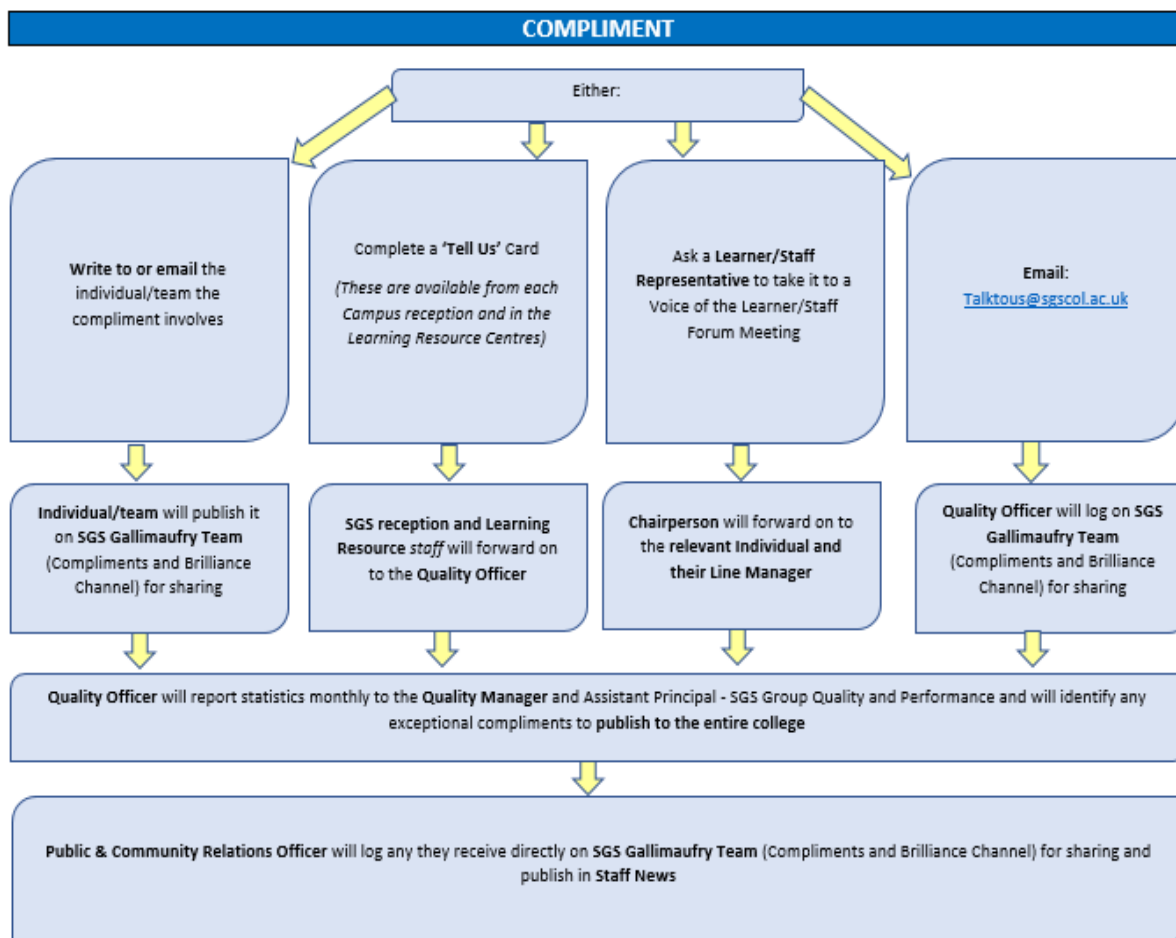 COMPLIMENT
Either:
Write to or email the
individual/team the
compliment involves
Complete a 'Tell Us' Card
(These are available from each
Campus reception and in the
Learning Resource Centres)
Ask a Learner/Staff
Representative to take it to a
Voice of the Learner/Staff
Forum Meeting
Email:
Talktous@sgscol.ac.uk
Individual/team will publish it
on SGS Gallimaufry Team
(Compliments and Brilliance
Channel) for sharing
SGS reception and Learning
Resource staff will forward on
to the Quality Officer
Chairperson will forward on to
the relevant Individual and
their Line Manager
Quality Officer will log on SGS
Gallimaufry Team
(Compliments and Brilliance
Channel) for sharing
Quality Officer will report statistics monthly to the Quality Manager and Assistant Principal - SGS Group Quality and Performance and will identify any
exceptional compliments to publish to the entire college
Public & Community Relations Officer will log any they receive directly on SGS Gallimaufry Team (Compliments and Brilliance Channel) for sharing and
publish in Staff News